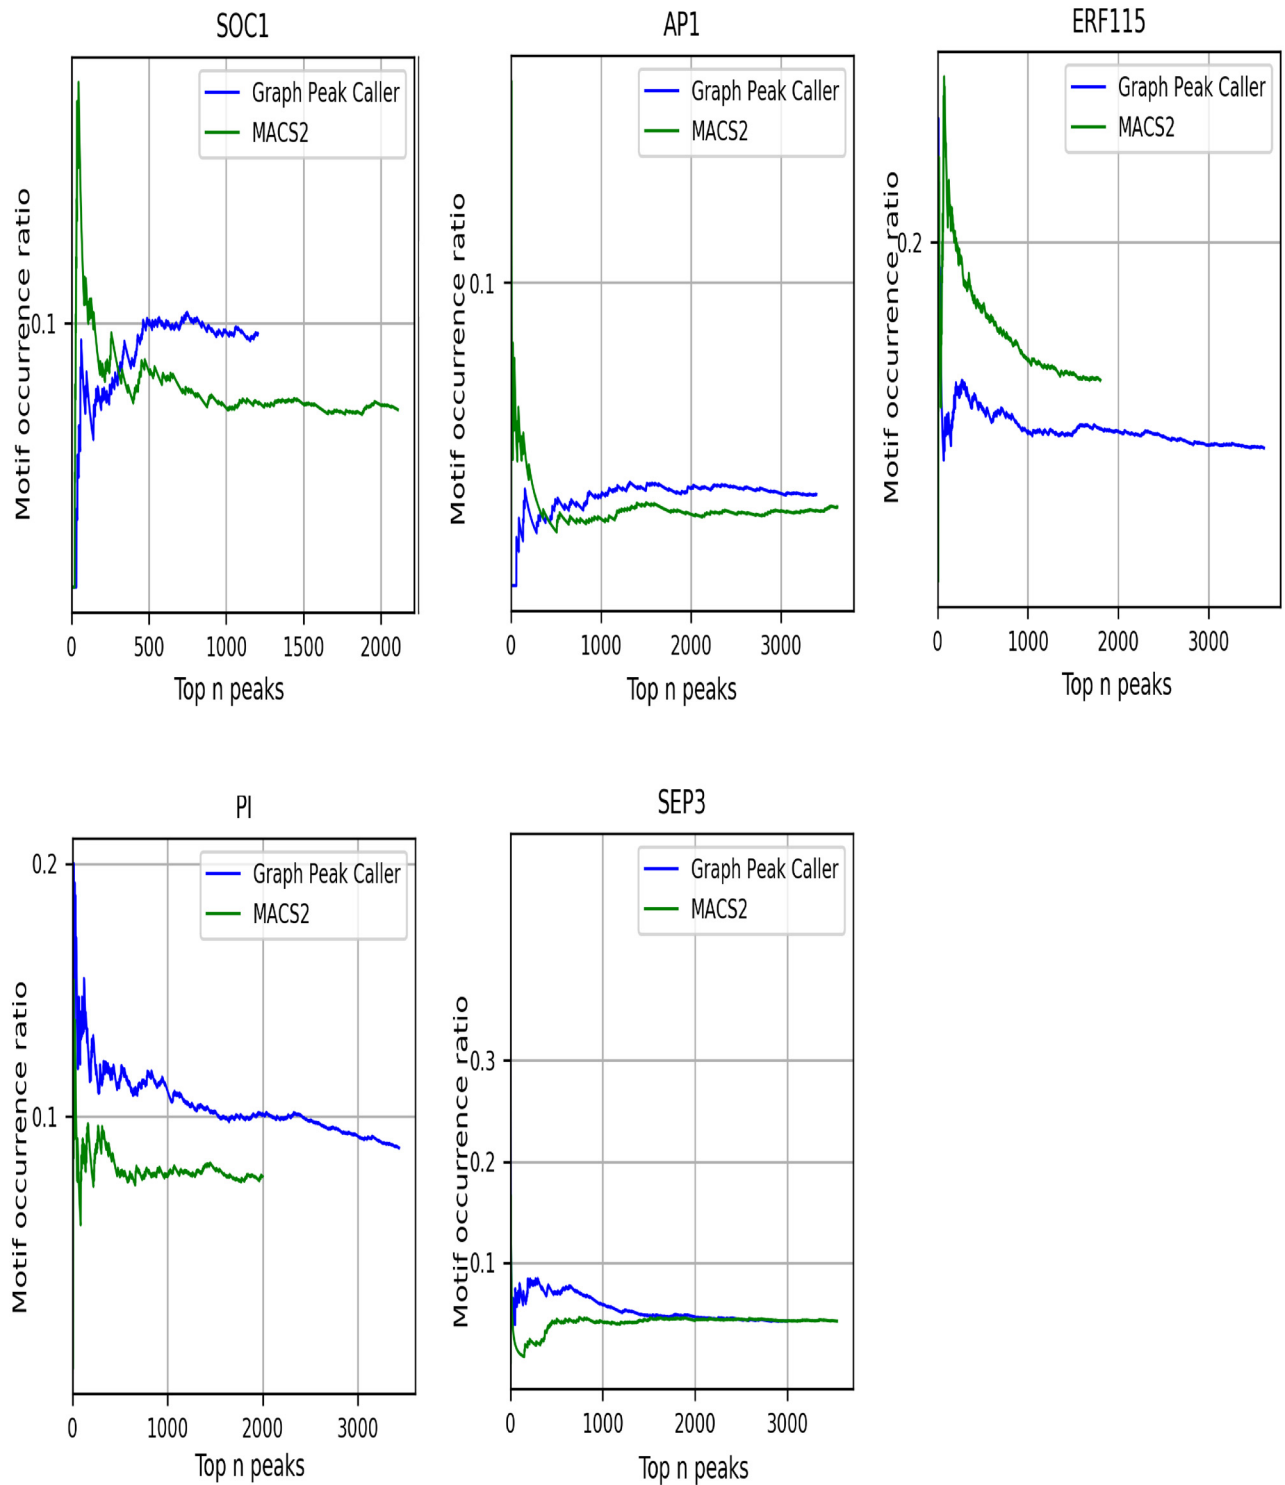 SOC1
Graph Peak Caller
MACS2
Motif occurrence ratio
0.1
0 500 1000 1500 2000
Top n peaks
AP1
Graph Peak Caller
MACS2
Motif occurrence ratio
0.1
0 1000 2000 3000
Top n peaks
ERF115
Graph Peak Caller
MACS2
Motif occurrence ratio
0.2
0 1000 2000 3000
Top n peaks
PI
0.2
Graph Peak Caller
MACS2
Motif occurrence ratio
0.1
0 1000 2000 3000
Top n peaks
SEP3
Graph Peak Caller
MACS2
Motif occurrence ratio
0.3
0.2
0.1
0 1000 2000 3000
Top n peaks